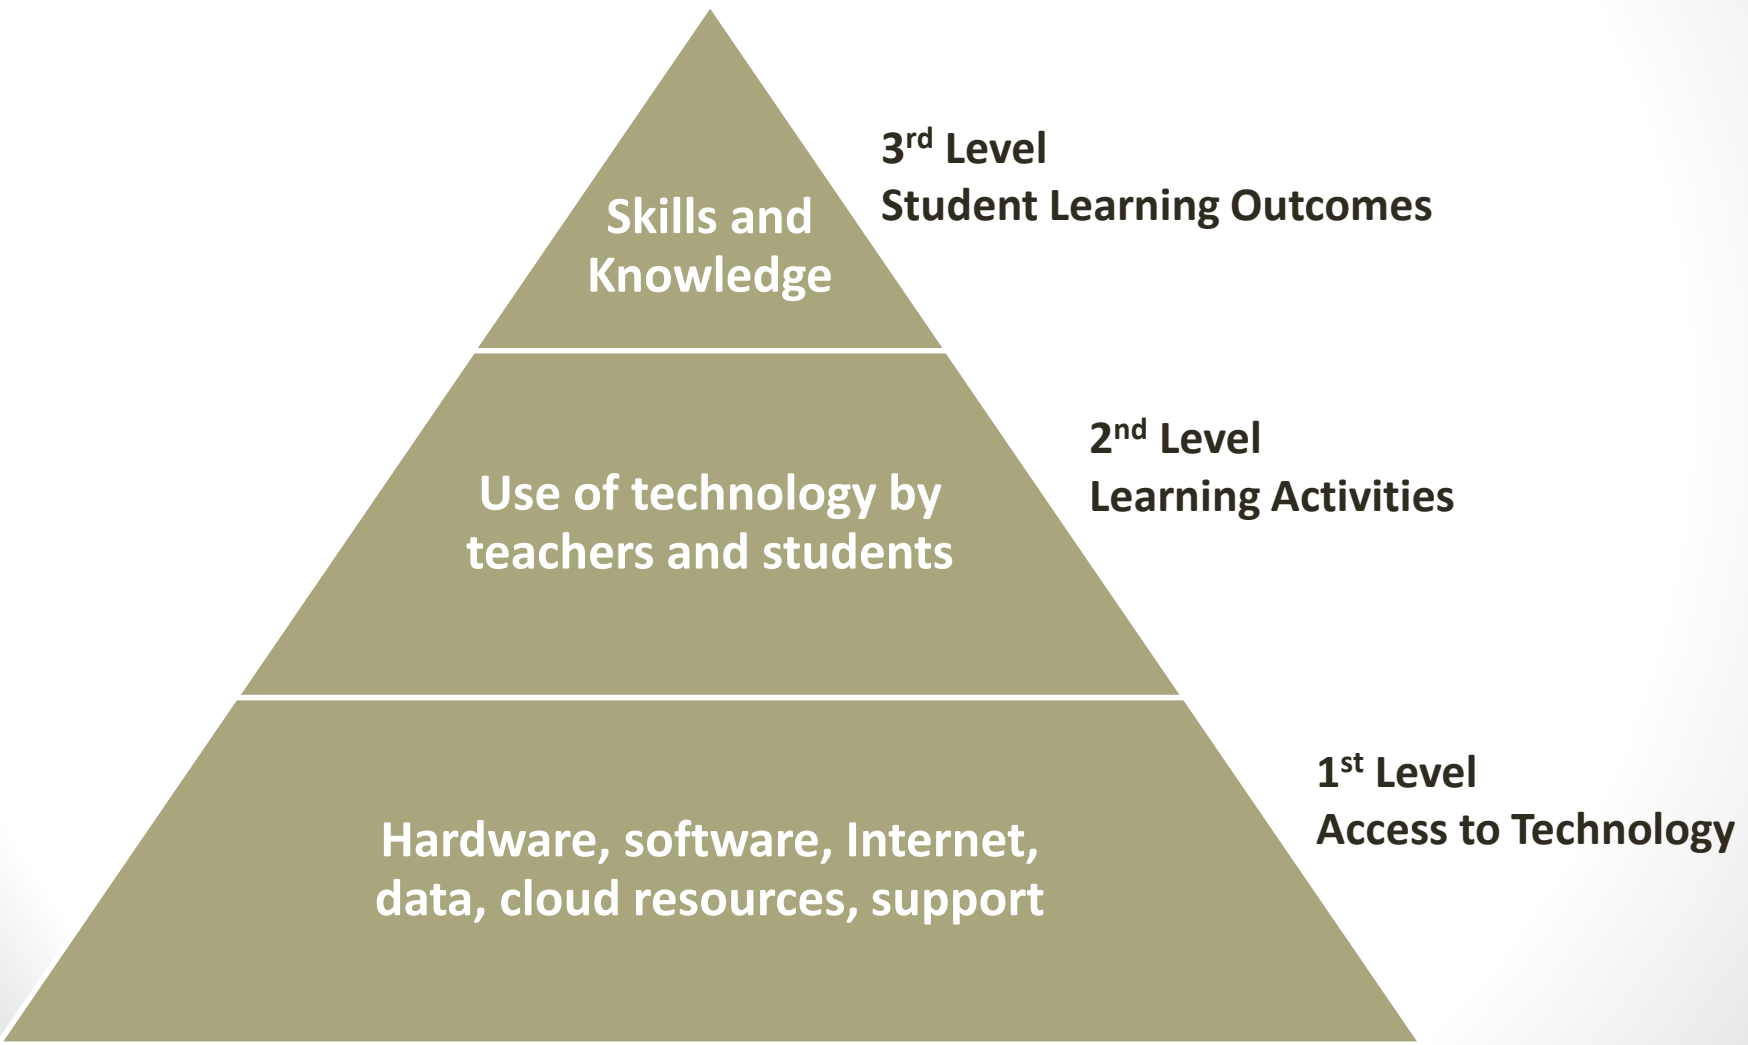 3rd Level
Student Learning Outcomes
Skills and
Knowledge
2nd Level
Learning Activities
Use of technology by
teachers and students
1st Level
Access to Technology
Hardware, software, Internet,
data, cloud resources, support